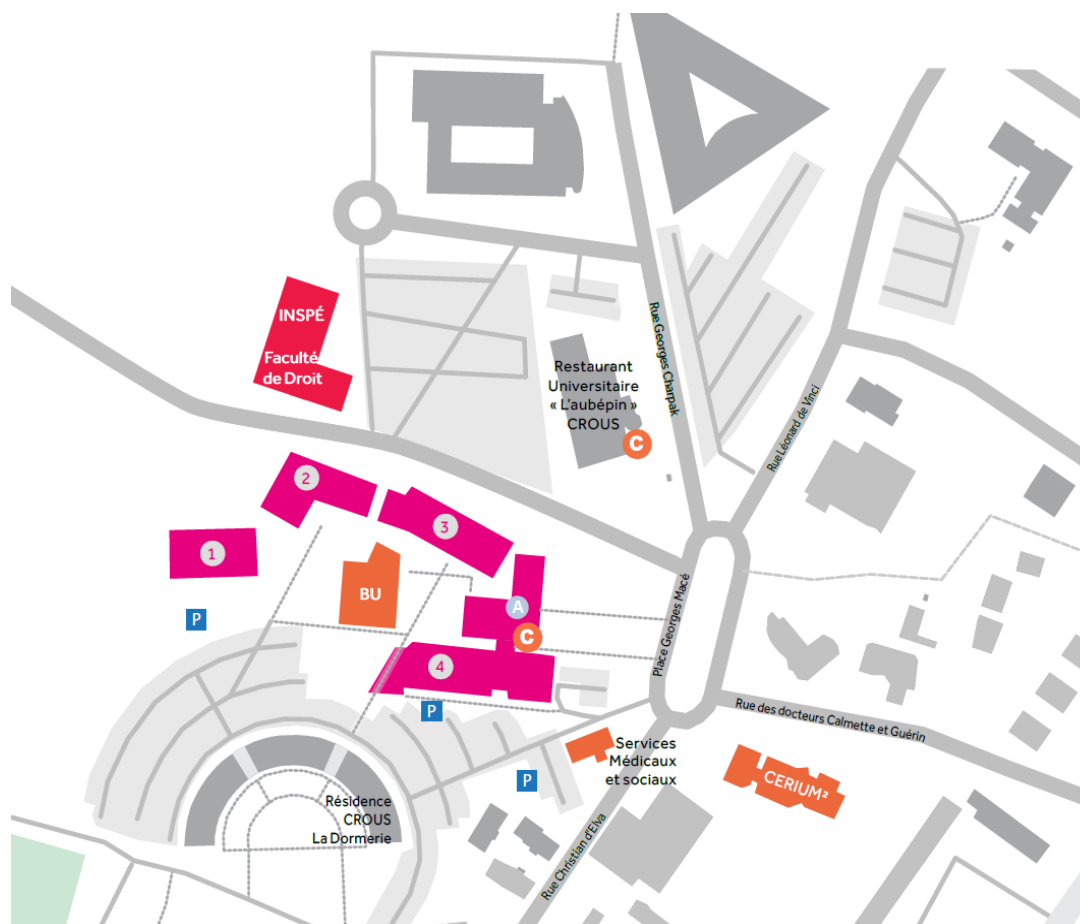 INSPÉ
Faculté
de Droit
Restaurant
Universitaire
« L'aubépin »
CROUS
C
Rue Georges Charpak
Rue Léonard de Vinci
2
3
1
BU
A
C
4
P
P
P
Place Georges Macé
Rue des docteurs Calmette et Guérin
Services
Médicaux
et sociaux
CERIUM²
Résidence
CROUS
La Dormerie
Rue Christian d'Elva